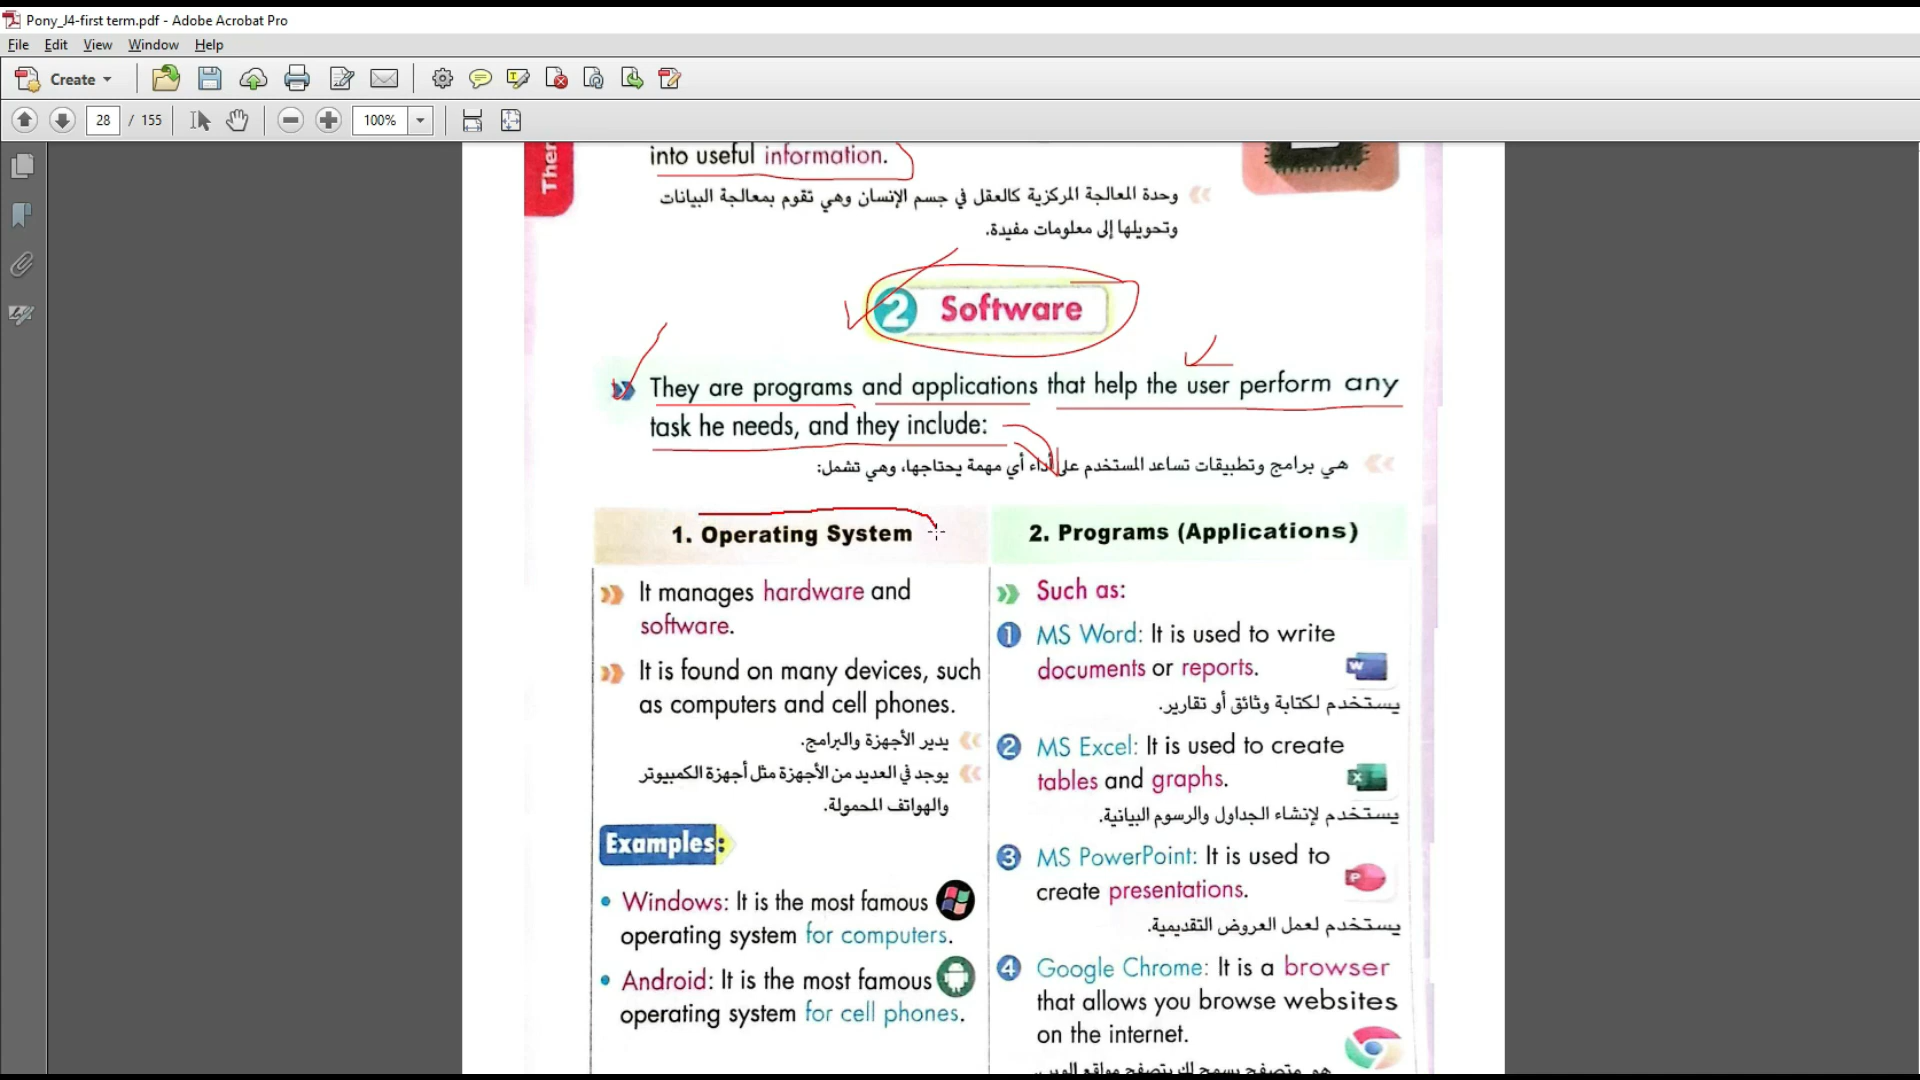 Pony_J4-first term.pdf - Adobe Acrobat Pro
File Edit View Window Help
Create
28 / 155 100%
Ther
into useful information.
وحدة المعالجة المركزية كالعقل في جسم الإنسان وهي تقوم بمعالجة البيانات
وتحويلها إلى معلومات مفيدة.
2 Software
They are programs and applications that help the user perform any
task he needs, and they include:
هي برامج وتطبيقات تساعد المستخدم على أداء أي مهمة يحتاجها، وهي تشمل:
1. Operating System
It manages hardware and
software.
It is found on many devices, such
as computers and cell phones.
يدير الأجهزة والبرامج.
يوجد في العديد من الأجهزة مثل أجهزة الكمبيوتر
والهواتف المحمولة.
Examples:
• Windows: It is the most famous
operating system for computers.
• Android: It is the most famous
operating system for cell phones.
2. Programs (Applications)
Such as:
1 MS Word: It is used to write
documents or reports.
W
يستخدم لكتابة وثائق أو تقارير.
2 MS Excel: It is used to create
tables and graphs.
X
يستخدم لإنشاء الجداول والرسوم البيانية.
3 MS PowerPoint: It is used to
create presentations.
P
يستخدم لعمل العروض التقديمية.
4 Google Chrome: It is a browser
that allows you browse websites
on the internet.
هو متصفح يسمح لك بتصفح مواقع الويب